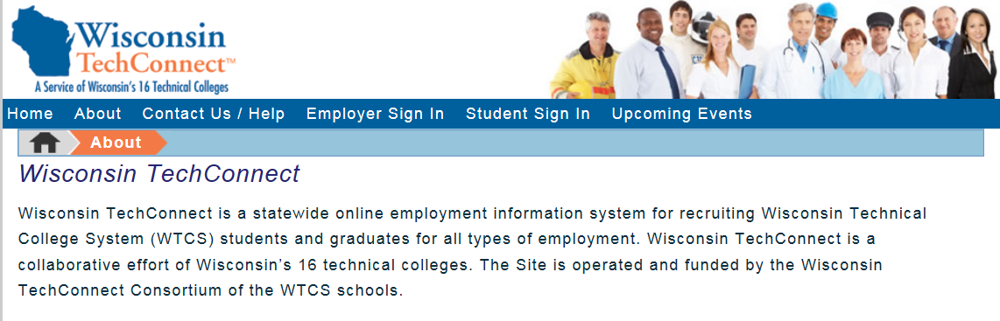 Wisconsin
TechConnect™
A Service of Wisconsin's 16 Technical Colleges
Home About Contact Us / Help Employer Sign In Student Sign In Upcoming Events
About
Wisconsin TechConnect
Wisconsin TechConnect is a statewide online employment information system for recruiting Wisconsin Technical
College System (WTCS) students and graduates for all types of employment. Wisconsin TechConnect is a
collaborative effort of Wisconsin’s 16 technical colleges. The Site is operated and funded by the Wisconsin
TechConnect Consortium of the WTCS schools.